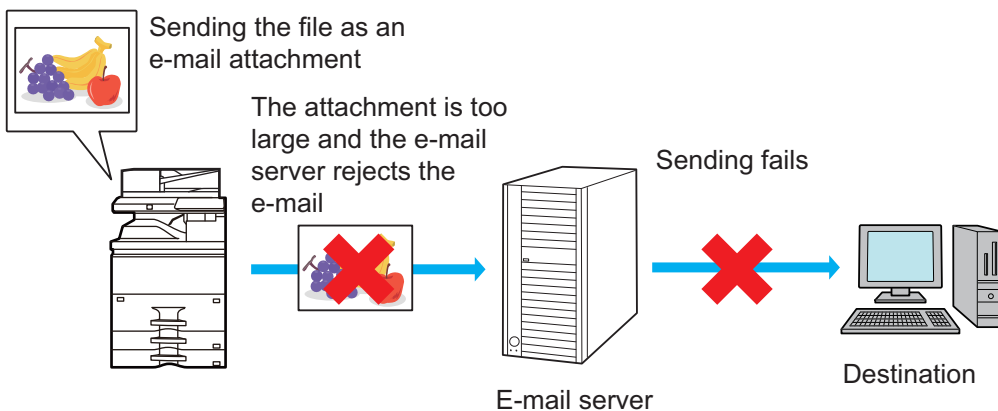 Sending the file as an
e-mail attachment
The attachment is too
large and the e-mail
server rejects the
e-mail
Sending fails
E-mail server
Destination